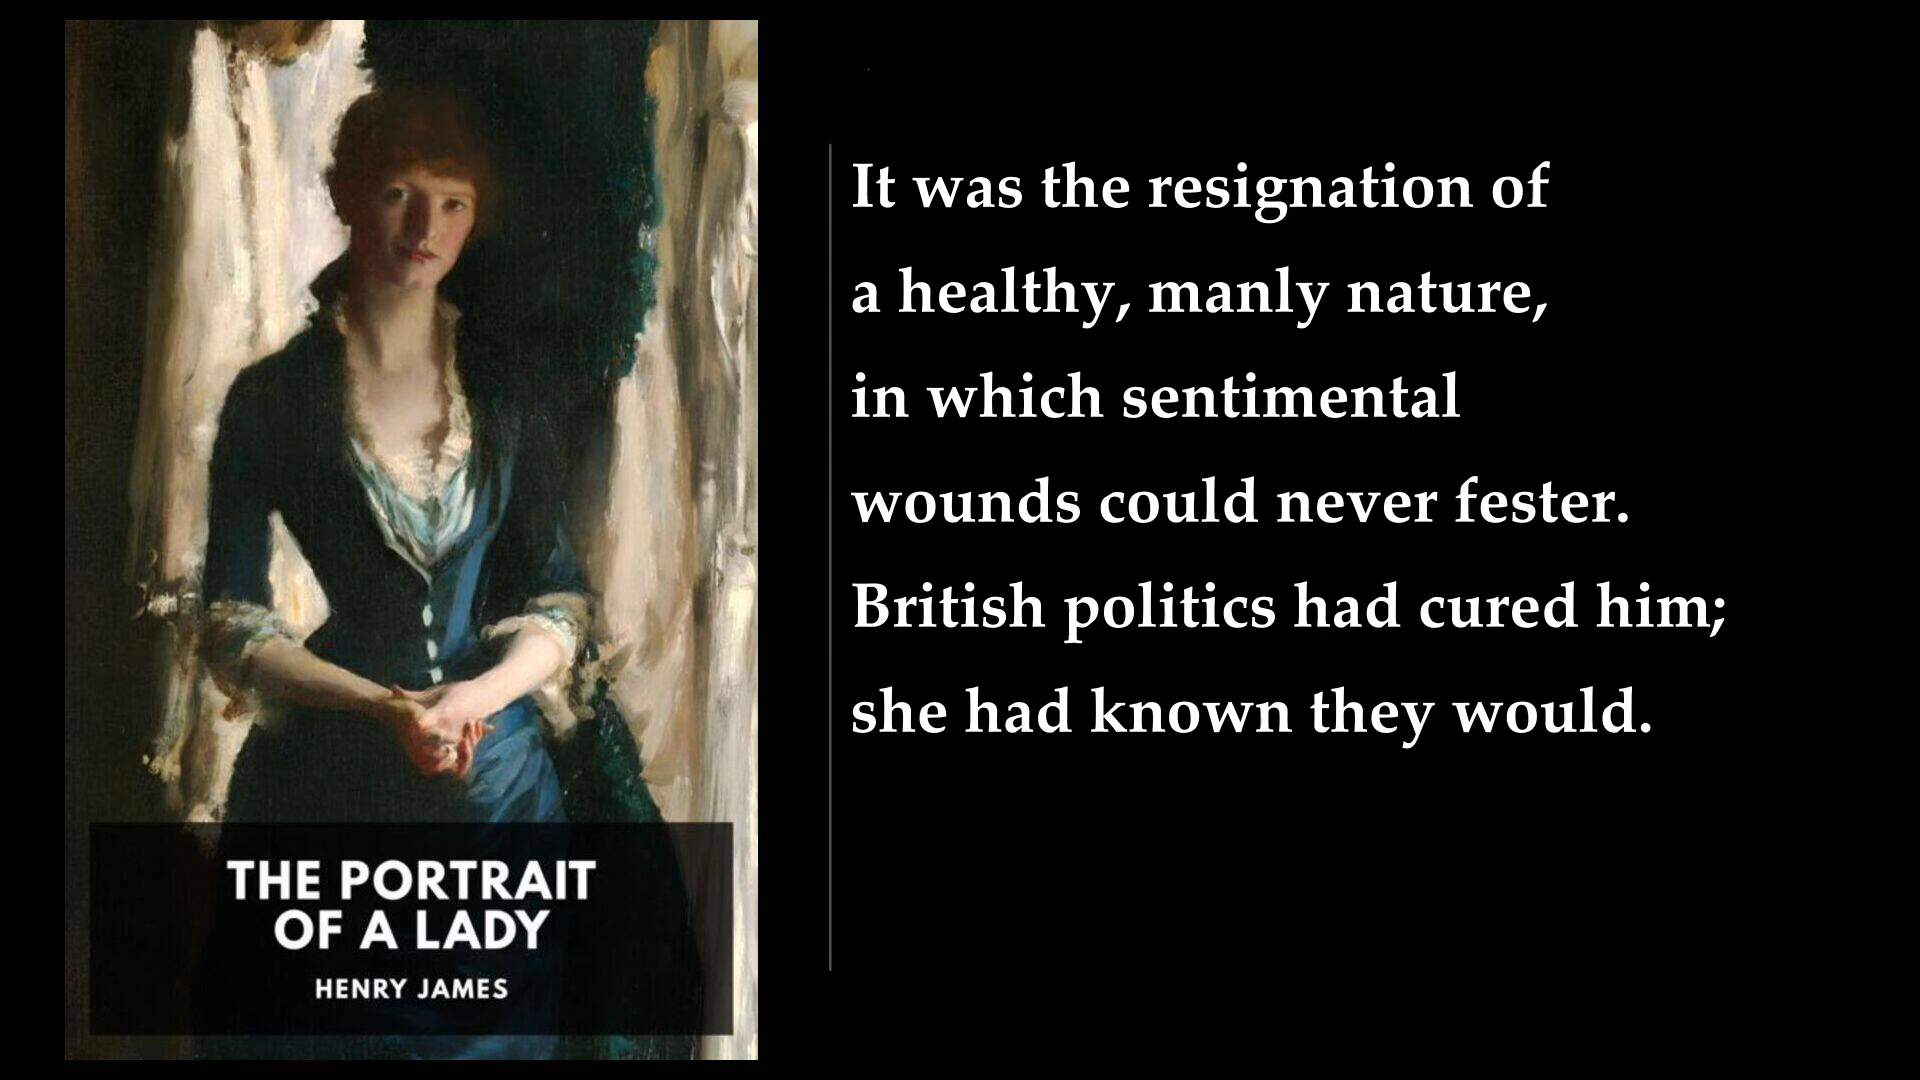 THE PORTRAIT
OF A LADY
HENRY JAMES
It was the resignation of
a healthy, manly nature,
in which sentimental
wounds could never fester.
British politics had cured him;
she had known they would.